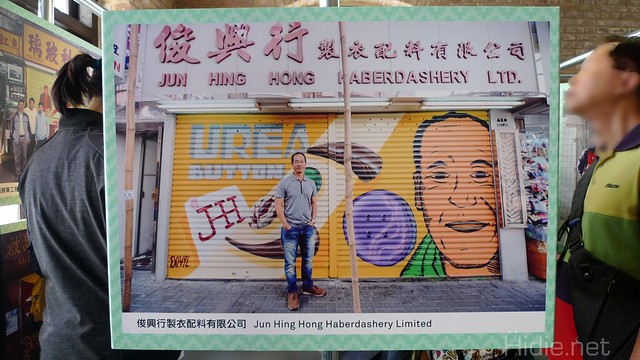 俊興行製衣配料有限公司
JUN HING HONG HABERDASHERY LTD.
UREA
BUTTON
J-H
俊興行製衣配料有限公司 Jun Hing Hong Haberdashery Limited
Hidie.net